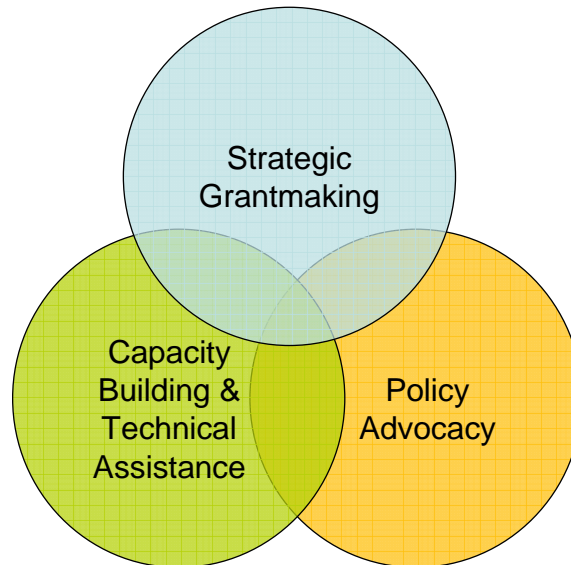 Strategic
Grantmaking
Capacity
Building &
Technical
Assistance
Policy
Advocacy